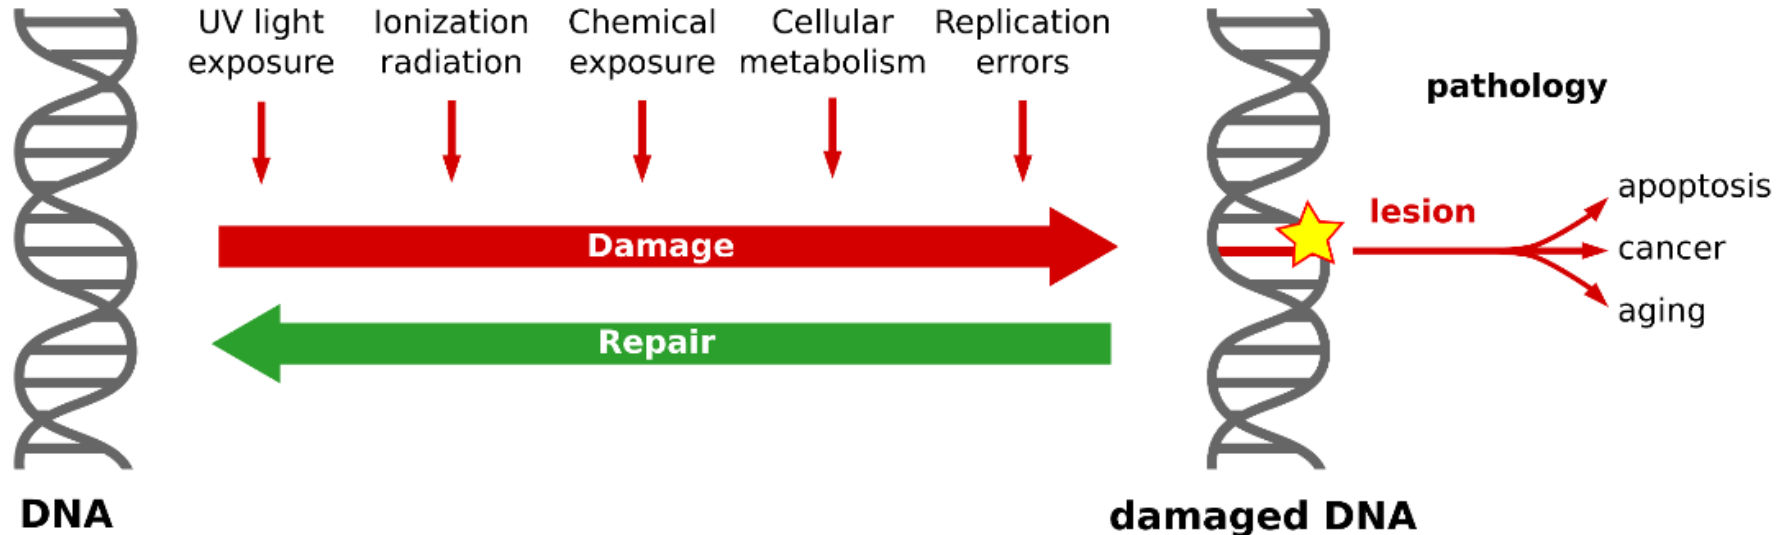 UV light
exposure
Ionization
radiation
Chemical
exposure
Cellular
metabolism
Replication
errors
Damage
Repair
DNA
damaged DNA
pathology
lesion
apoptosis
cancer
aging